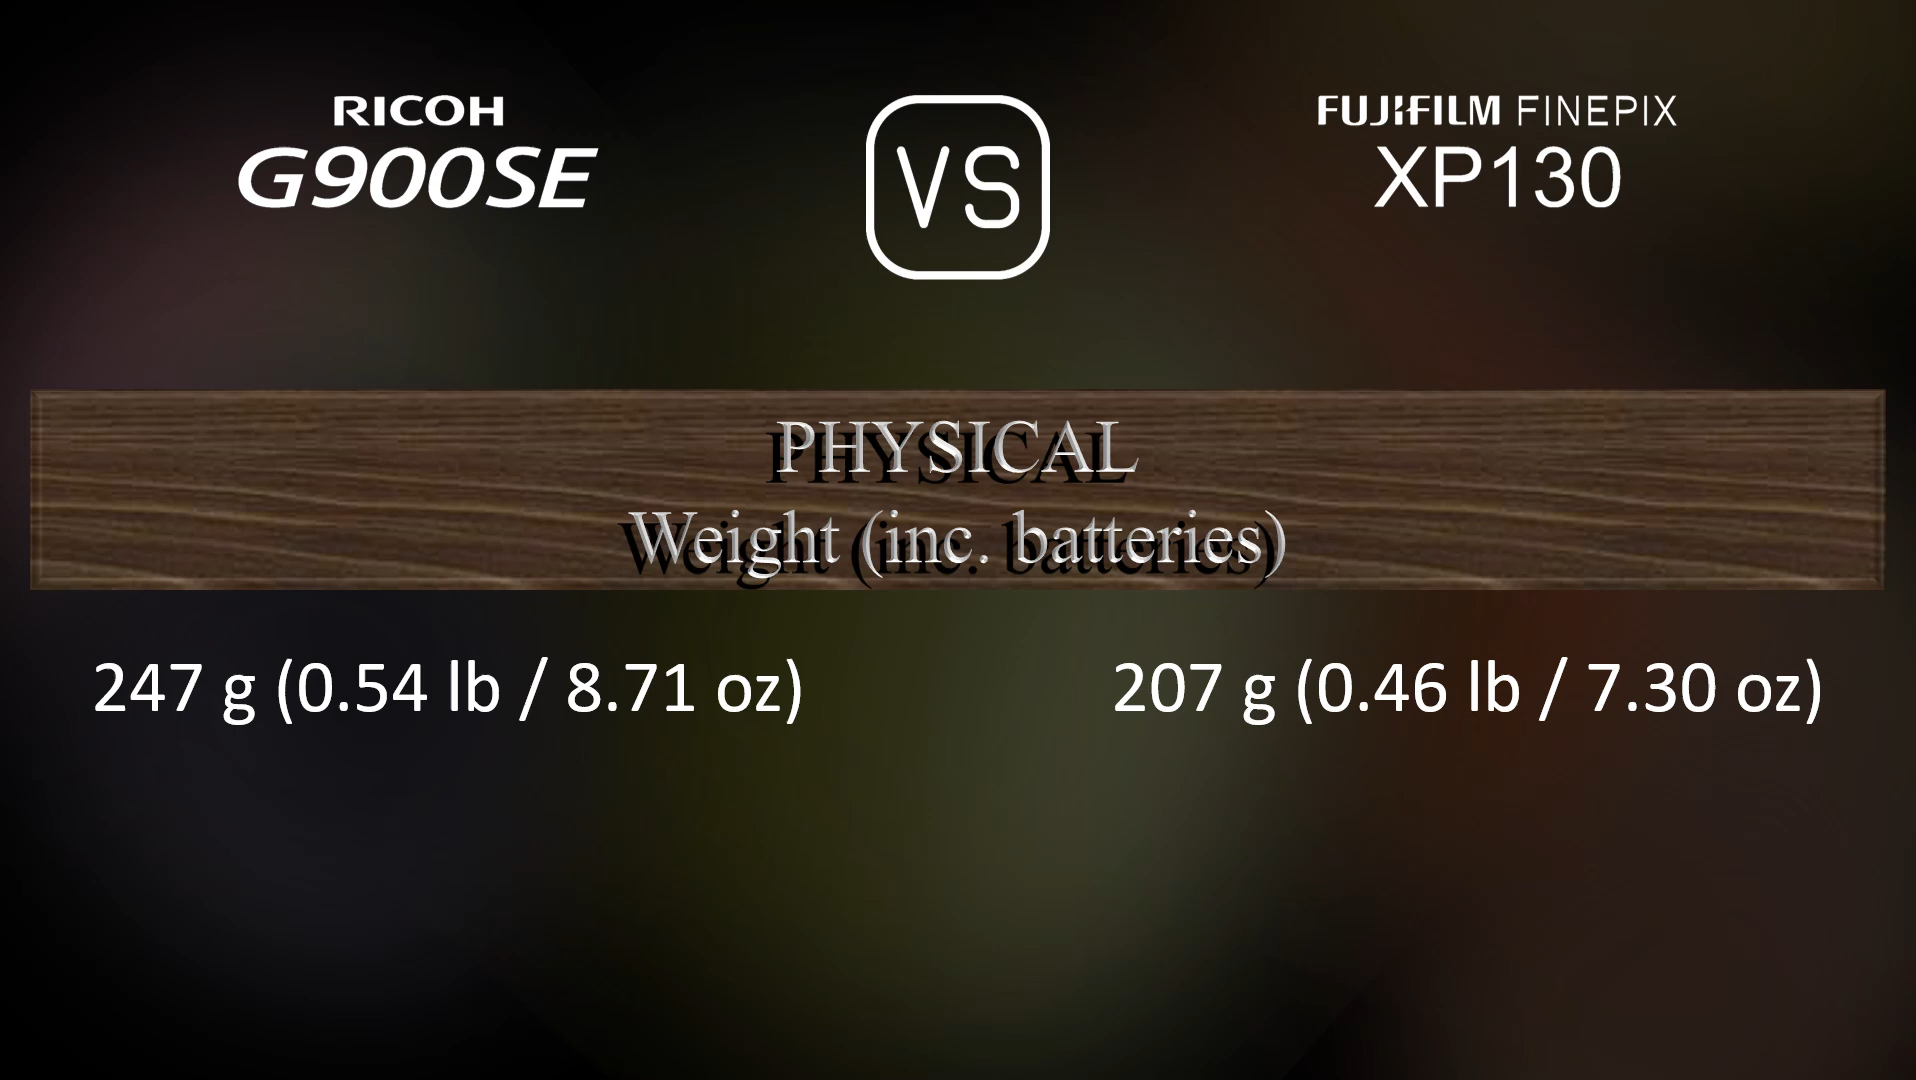 RICOH
G900SE
VS
FUJIFILM FINEPIX
XP130
PHYSICAL
Weight (inc. batteries)
247 g (0.54 lb / 8.71 oz)
207 g (0.46 lb / 7.30 oz)